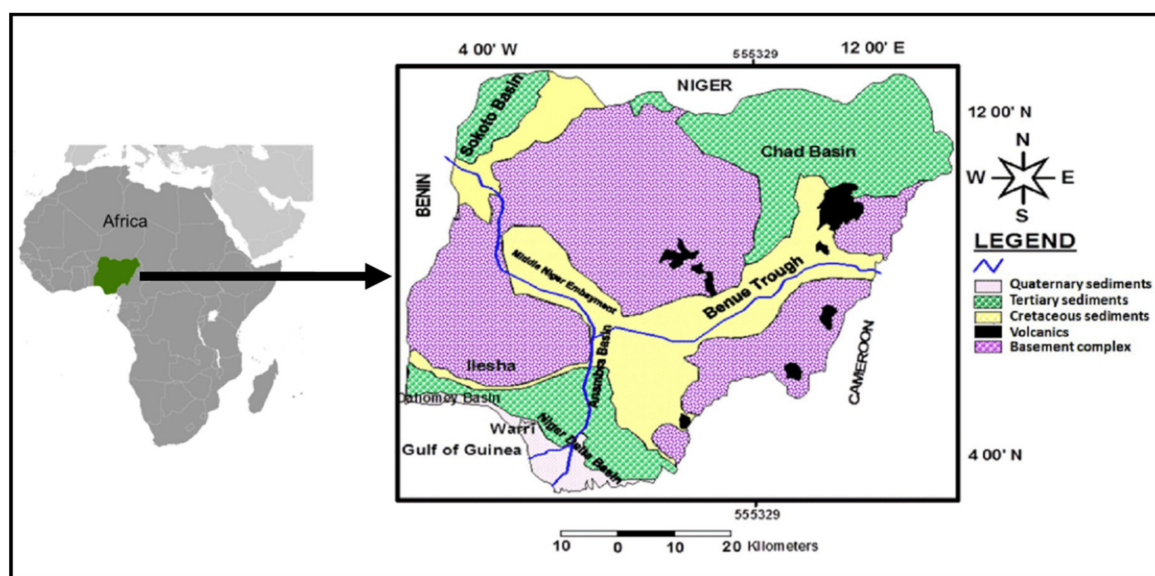 4 00' W
555329
12 00' E
NIGER
Sokoto Basin
Chad Basin
12 00' N
N
W
E
S
BENIN
Africa
LEGEND
Quaternary sediments
Tertiary sediments
Cretaceous sediments
Volcanics
Basement complex
Middle Niger Embayment
Benue Trough
Anambra Basin
CAMEROON
Ilesha
Dahomey Basin
Warri
Niger Delta Basin
Gulf of Guinea
4 00' N
555329
10 0 10 20 Kilometers